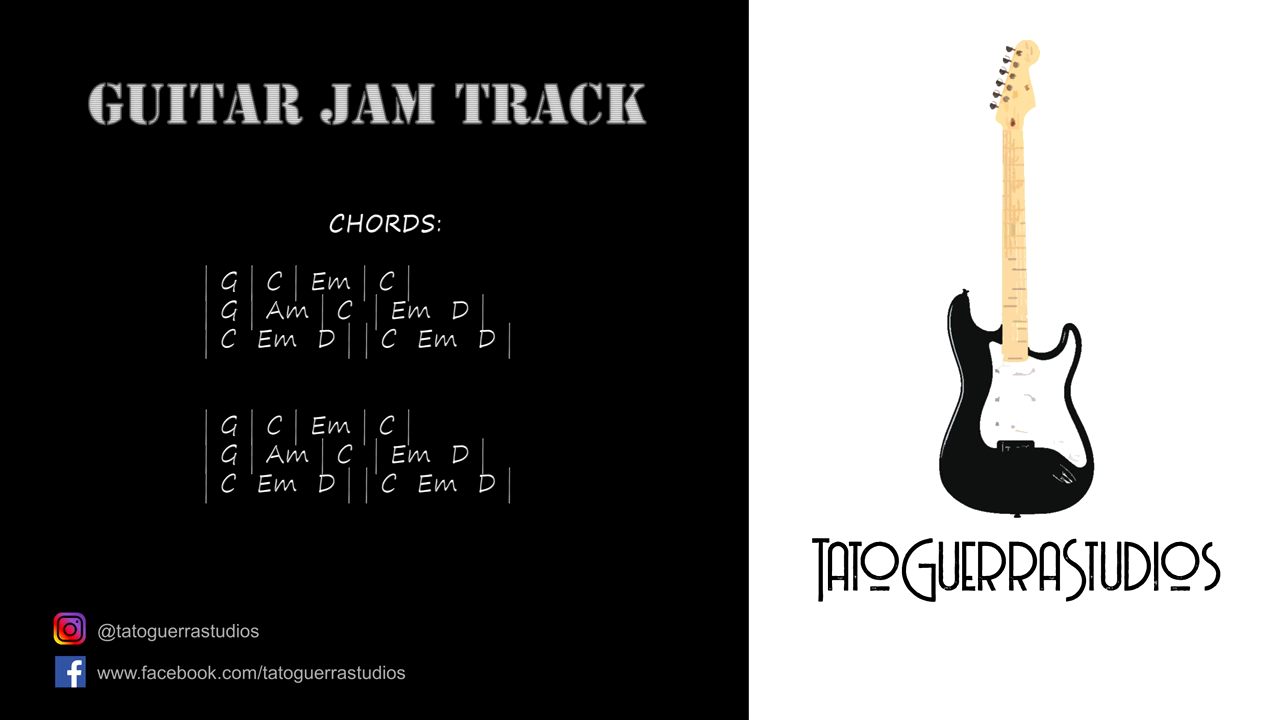 GUITAR JAM TRACK
CHORDS:
| G | C | Em | C |
| G | Am | C | Em D |
| C Em D | | C Em D |
| G | C | Em | C |
| G | Am | C | Em D |
| C Em D | | C Em D |
@tatoguerrastudios
www.facebook.com/tatoguerrastudios
TATOGUERRASTUDIOS